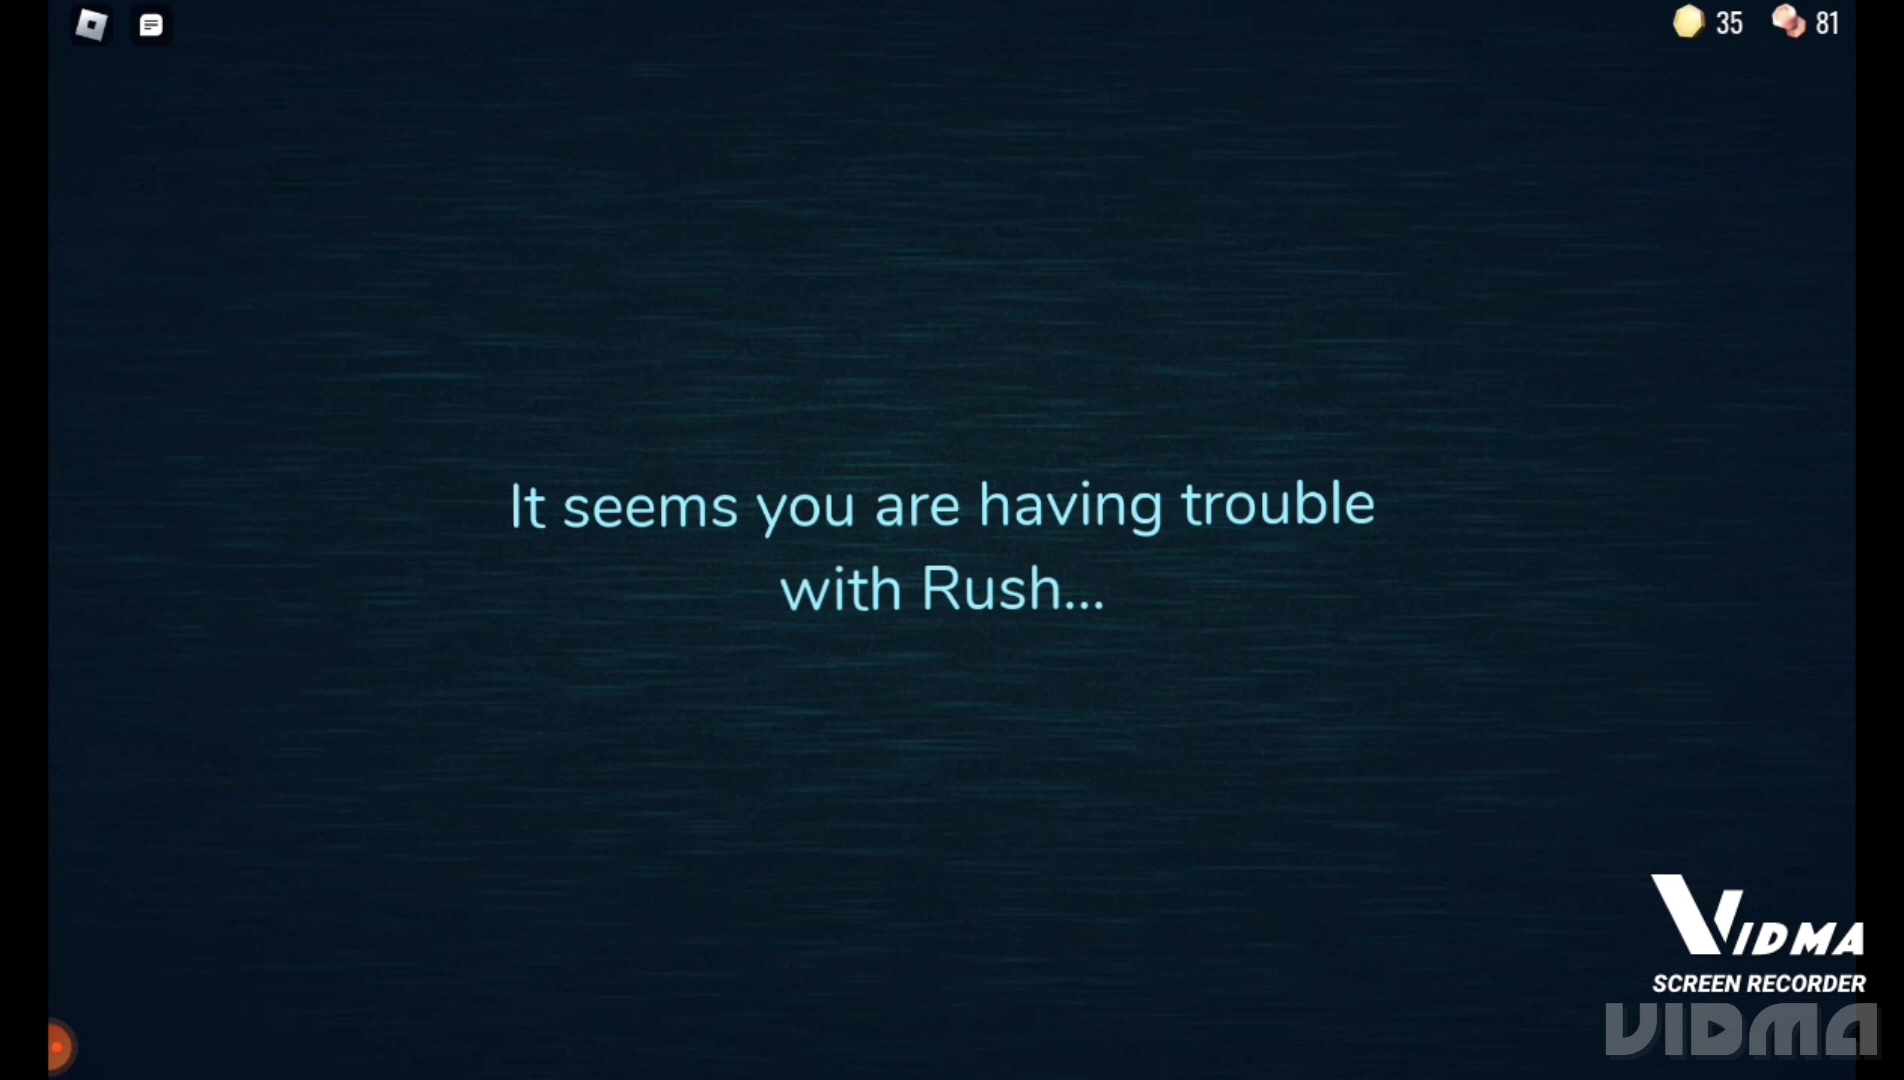 35 81
It seems you are having trouble
with Rush...
VIDMA
SCREEN RECORDER
VIDMA